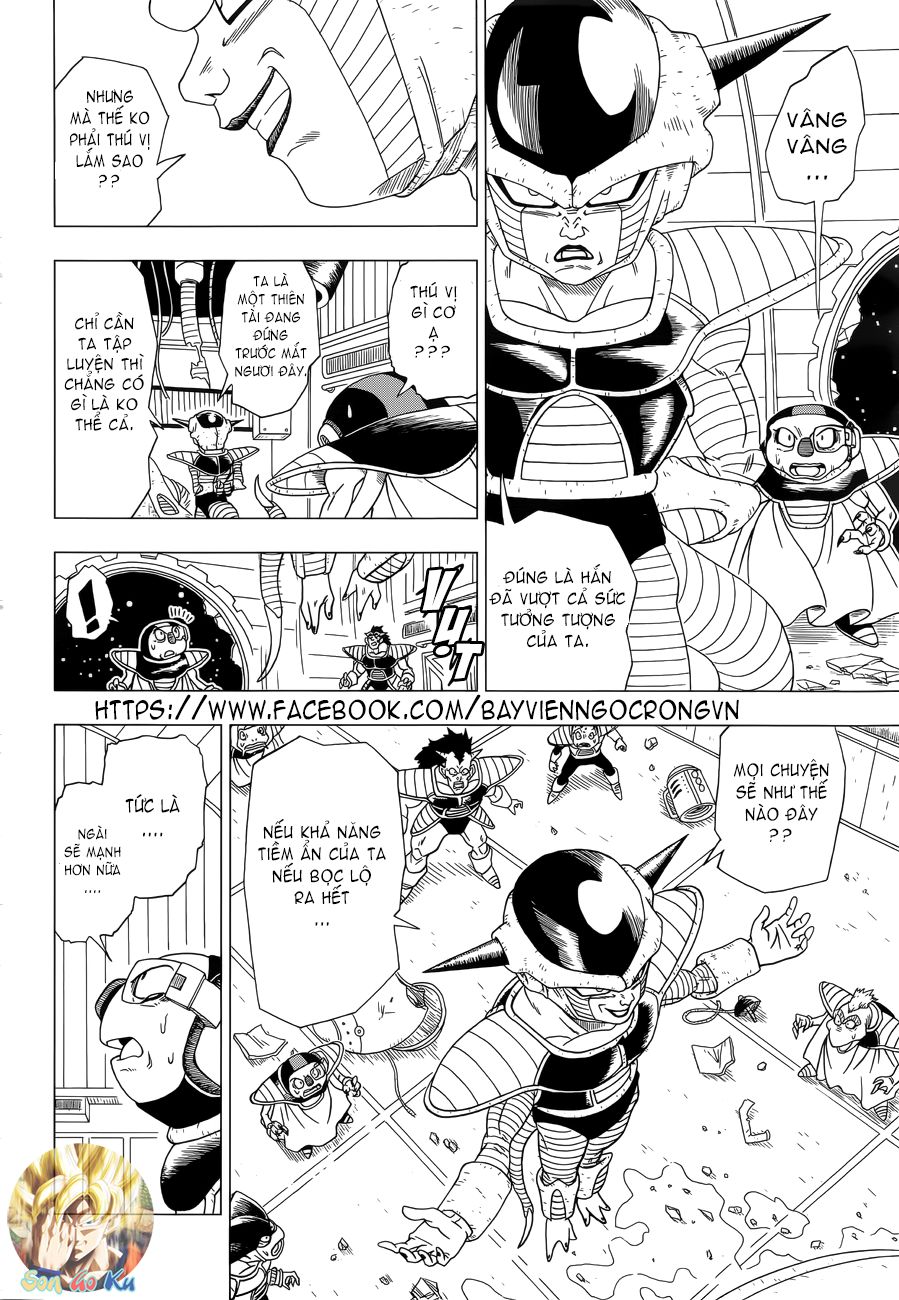 VÂNG
VÂNG
...
ĐÚNG LÀ HẮN
ĐÃ VƯỢT CẢ SỨC
TƯỞNG TƯỢNG
CỦA TA.
NHƯNG
MÀ THẾ KO
PHẢI THÚ VỊ
LẮM SAO
??
THÚ VỊ
GÌ CƠ
Ạ
???
TA LÀ
MỘT THIÊN
TÀI ĐANG
ĐỨNG
TRƯỚC MẮT
NGƯƠI ĐÂY.
CHỈ CẦN
TA TẬP
LUYỆN THÌ
CHẲNG CÓ
GÌ LÀ KO
THỂ CẢ.
VỤT
!
HTTPS://WWW.FACEBOOK.COM/BAYVIENNGOCRONGVN
MỌI CHUYỆN
SẼ NHƯ THẾ
NÀO ĐÂY
??
NẾU KHẢ NĂNG
TIỀM ẨN CỦA TA
NẾU BỌC LỘ
RA HẾT
...
TỨC LÀ
....
NGÀI
SẼ MẠNH
HƠN NỮA
....
Son Go Ku